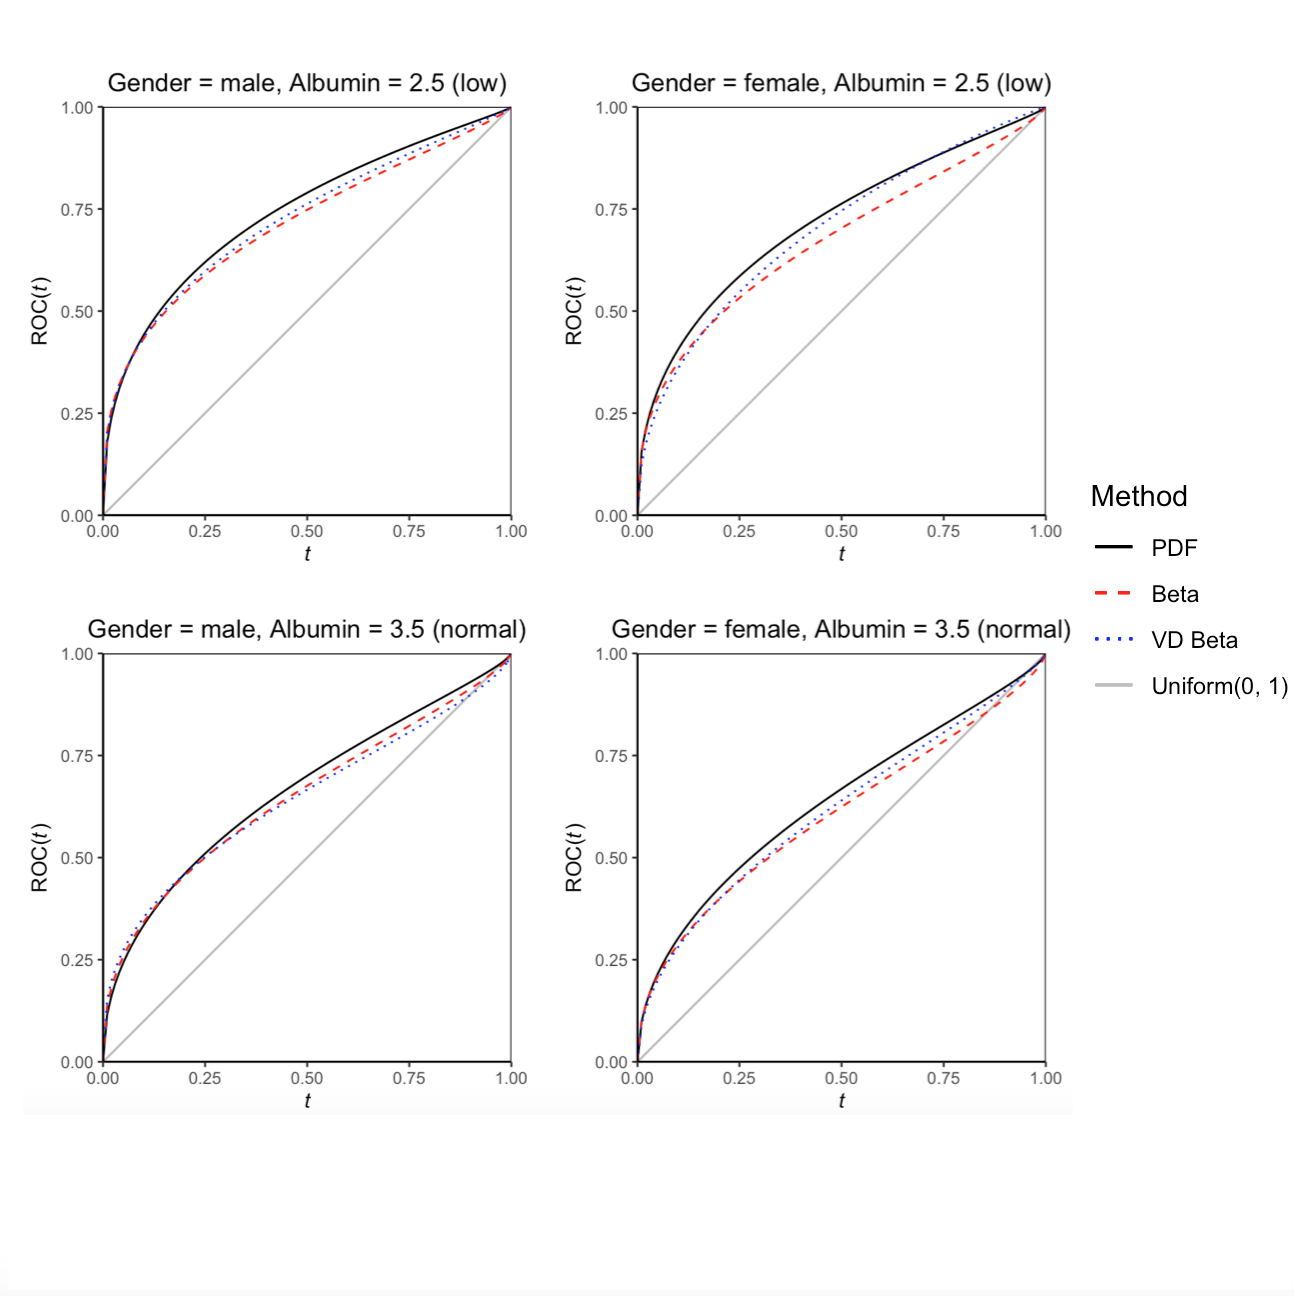 Gender = male, Albumin = 2.5 (low)
1.00
0.75
0.50
0.25
0.00
ROC(t)
0.00 0.25 0.50 0.75 1.00
t
Gender = female, Albumin = 2.5 (low)
1.00
0.75
0.50
0.25
0.00
ROC(t)
0.00 0.25 0.50 0.75 1.00
t
Gender = male, Albumin = 3.5 (normal)
1.00
0.75
0.50
0.25
0.00
ROC(t)
0.00 0.25 0.50 0.75 1.00
t
Gender = female, Albumin = 3.5 (normal)
1.00
0.75
0.50
0.25
0.00
ROC(t)
0.00 0.25 0.50 0.75 1.00
t
Method
PDF
Beta
VD Beta
Uniform(0, 1)